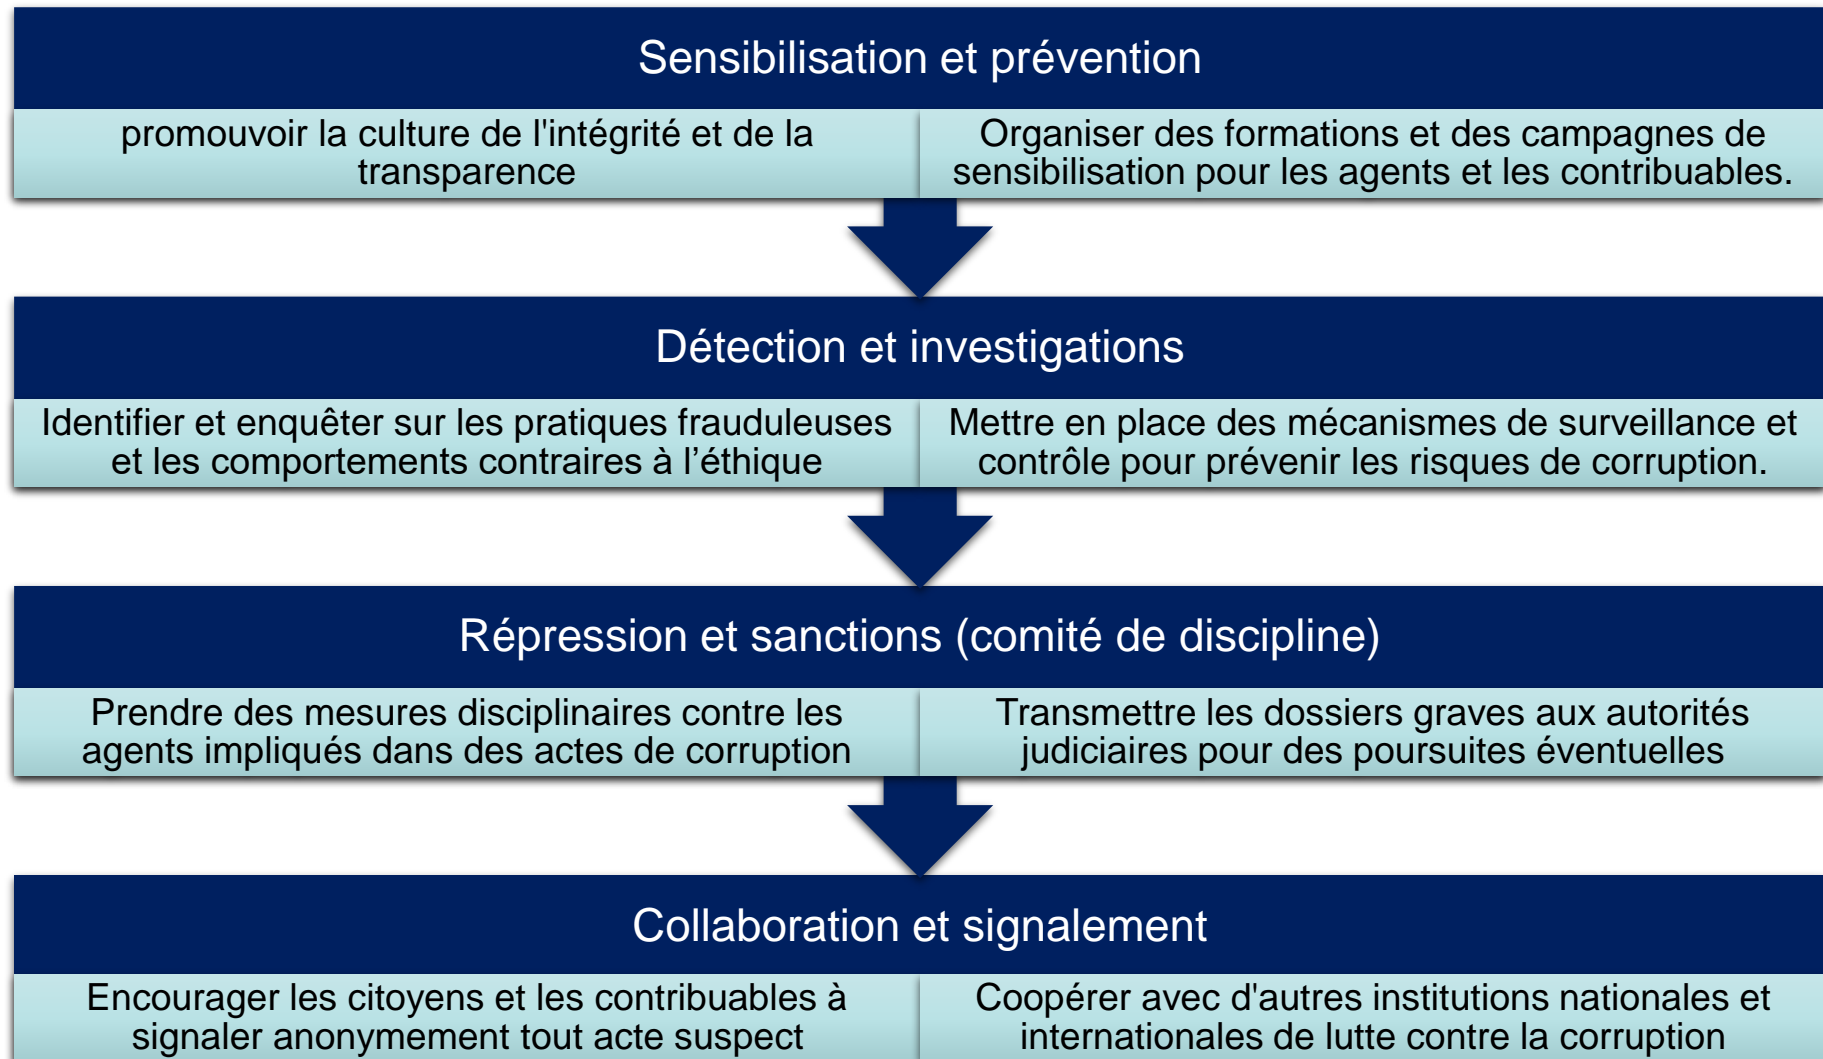 Sensibilisation et prévention
promouvoir la culture de l'intégrité et de la
transparence
Organiser des formations et des campagnes de
sensibilisation pour les agents et les contribuables.
Détection et investigations
Identifier et enquêter sur les pratiques frauduleuses
et les comportements contraires à l’éthique
Mettre en place des mécanismes de surveillance et
contrôle pour prévenir les risques de corruption.
Répression et sanctions (comité de discipline)
Prendre des mesures disciplinaires contre les
agents impliqués dans des actes de corruption
Transmettre les dossiers graves aux autorités
judiciaires pour des poursuites éventuelles
Collaboration et signalement
Encourager les citoyens et les contribuables à
signaler anonymement tout acte suspect
Coopérer avec d'autres institutions nationales et
internationales de lutte contre la corruption